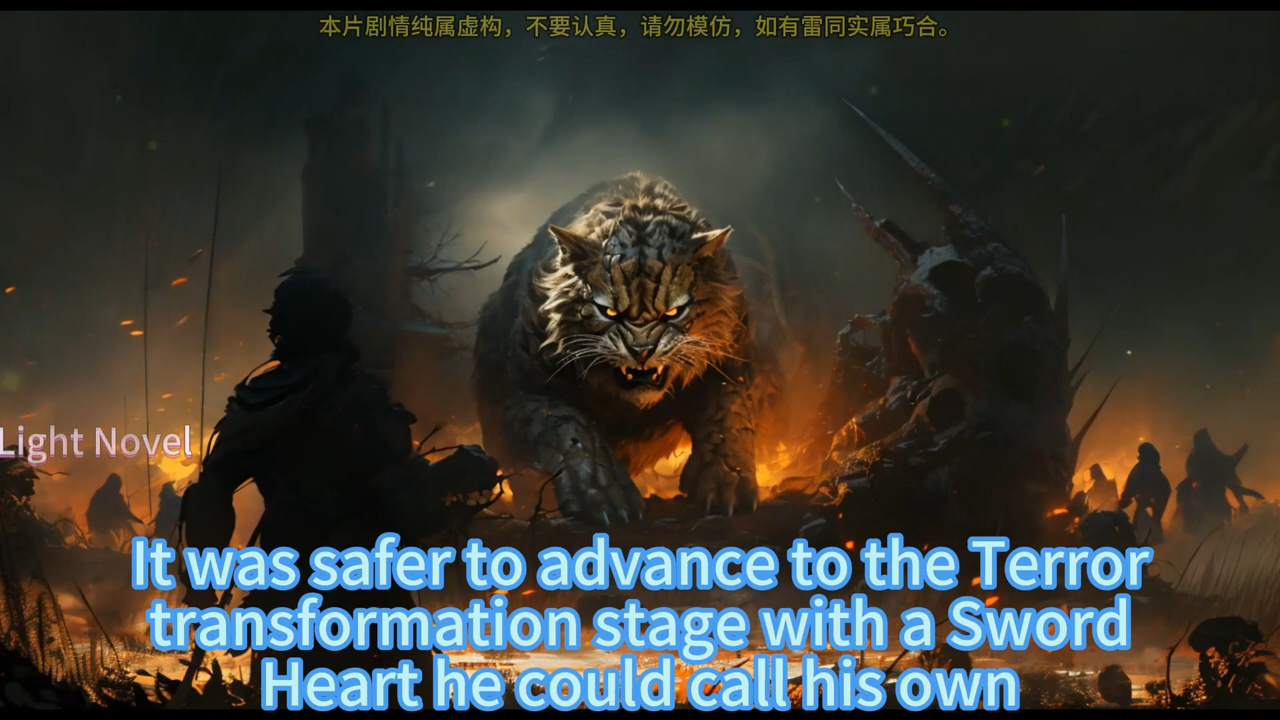 本片剧情纯属虚构，不要认真，请勿模仿，如有雷同实属巧合。
Light Novel
It was safer to advance to the Terror
transformation stage with a Sword
Heart he could call his own